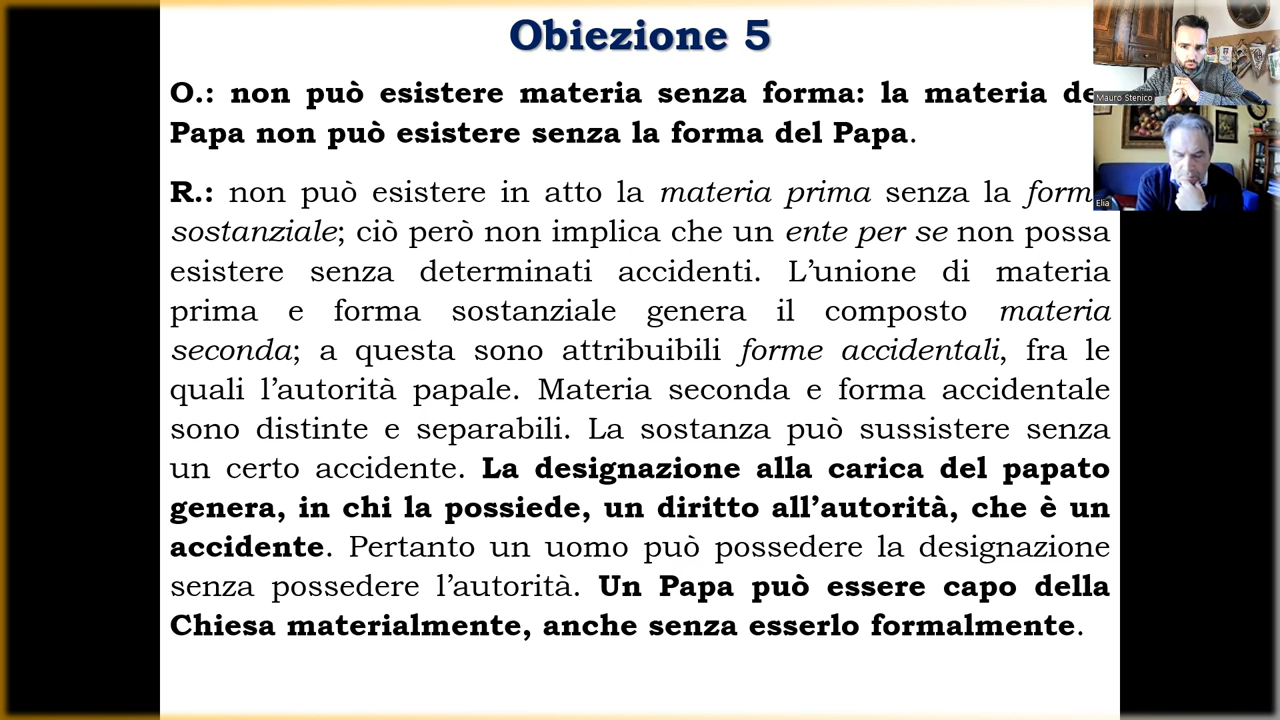 Obiezione 5
O.: non può esistere materia senza forma: la materia de
Papa non può esistere senza la forma del Papa.
R.: non può esistere in atto la materia prima senza la form
sostanziale; ciò però non implica che un ente per se non possa
esistere senza determinati accidenti. L’unione di materia
prima e forma sostanziale genera il composto materia
seconda; a questa sono attribuibili forme accidentali, fra le
quali l’autorità papale. Materia seconda e forma accidentale
sono distinte e separabili. La sostanza può sussistere senza
un certo accidente. La designazione alla carica del papato
genera, in chi la possiede, un diritto all’autorità, che è un
accidente. Pertanto un uomo può possedere la designazione
senza possedere l’autorità. Un Papa può essere capo della
Chiesa materialmente, anche senza esserlo formalmente.
Mauro Stenico
Elia